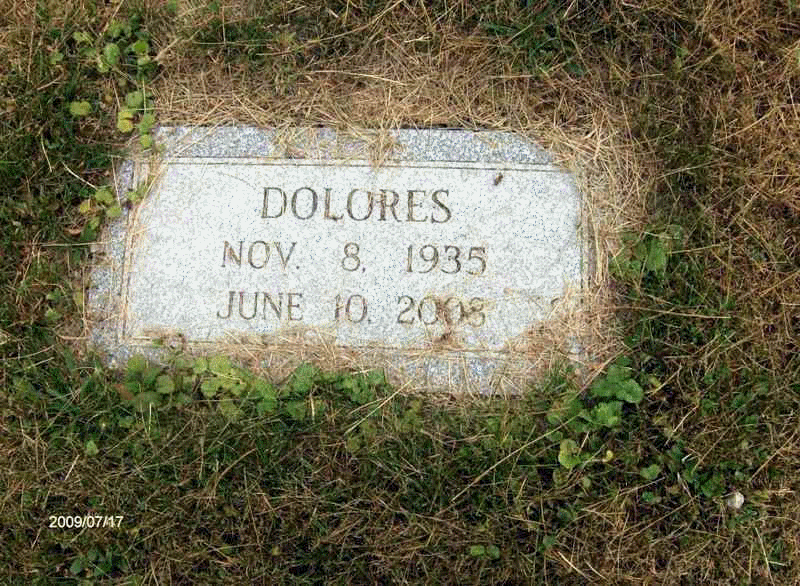 DOLORES
NOV. 8, 1935
JUNE 10, 2008
2009/07/17